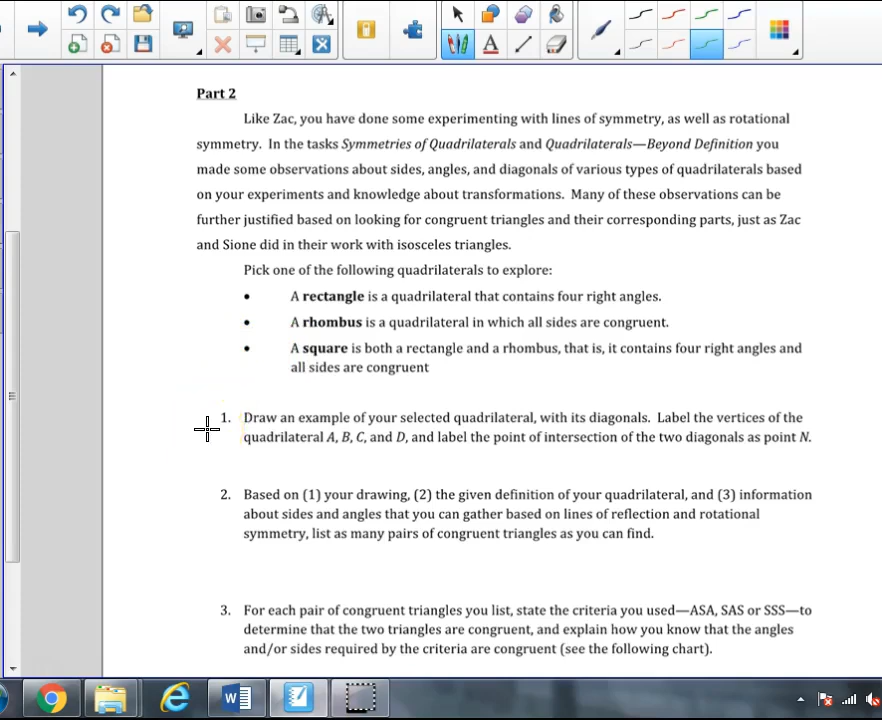 Part 2
Like Zac, you have done some experimenting with lines of symmetry, as well as rotational
symmetry. In the tasks Symmetries of Quadrilaterals and Quadrilaterals—Beyond Definition you
made some observations about sides, angles, and diagonals of various types of quadrilaterals based
on your experiments and knowledge about transformations. Many of these observations can be
further justified based on looking for congruent triangles and their corresponding parts, just as Zac
and Sione did in their work with isosceles triangles.
Pick one of the following quadrilaterals to explore:
• A rectangle is a quadrilateral that contains four right angles.
• A rhombus is a quadrilateral in which all sides are congruent.
• A square is both a rectangle and a rhombus, that is, it contains four right angles and
all sides are congruent
1. Draw an example of your selected quadrilateral, with its diagonals. Label the vertices of the
quadrilateral A, B, C, and D, and label the point of intersection of the two diagonals as point N.
2. Based on (1) your drawing, (2) the given definition of your quadrilateral, and (3) information
about sides and angles that you can gather based on lines of reflection and rotational
symmetry, list as many pairs of congruent triangles as you can find.
3. For each pair of congruent triangles you list, state the criteria you used—ASA, SAS or SSS—to
determine that the two triangles are congruent, and explain how you know that the angles
and/or sides required by the criteria are congruent (see the following chart).